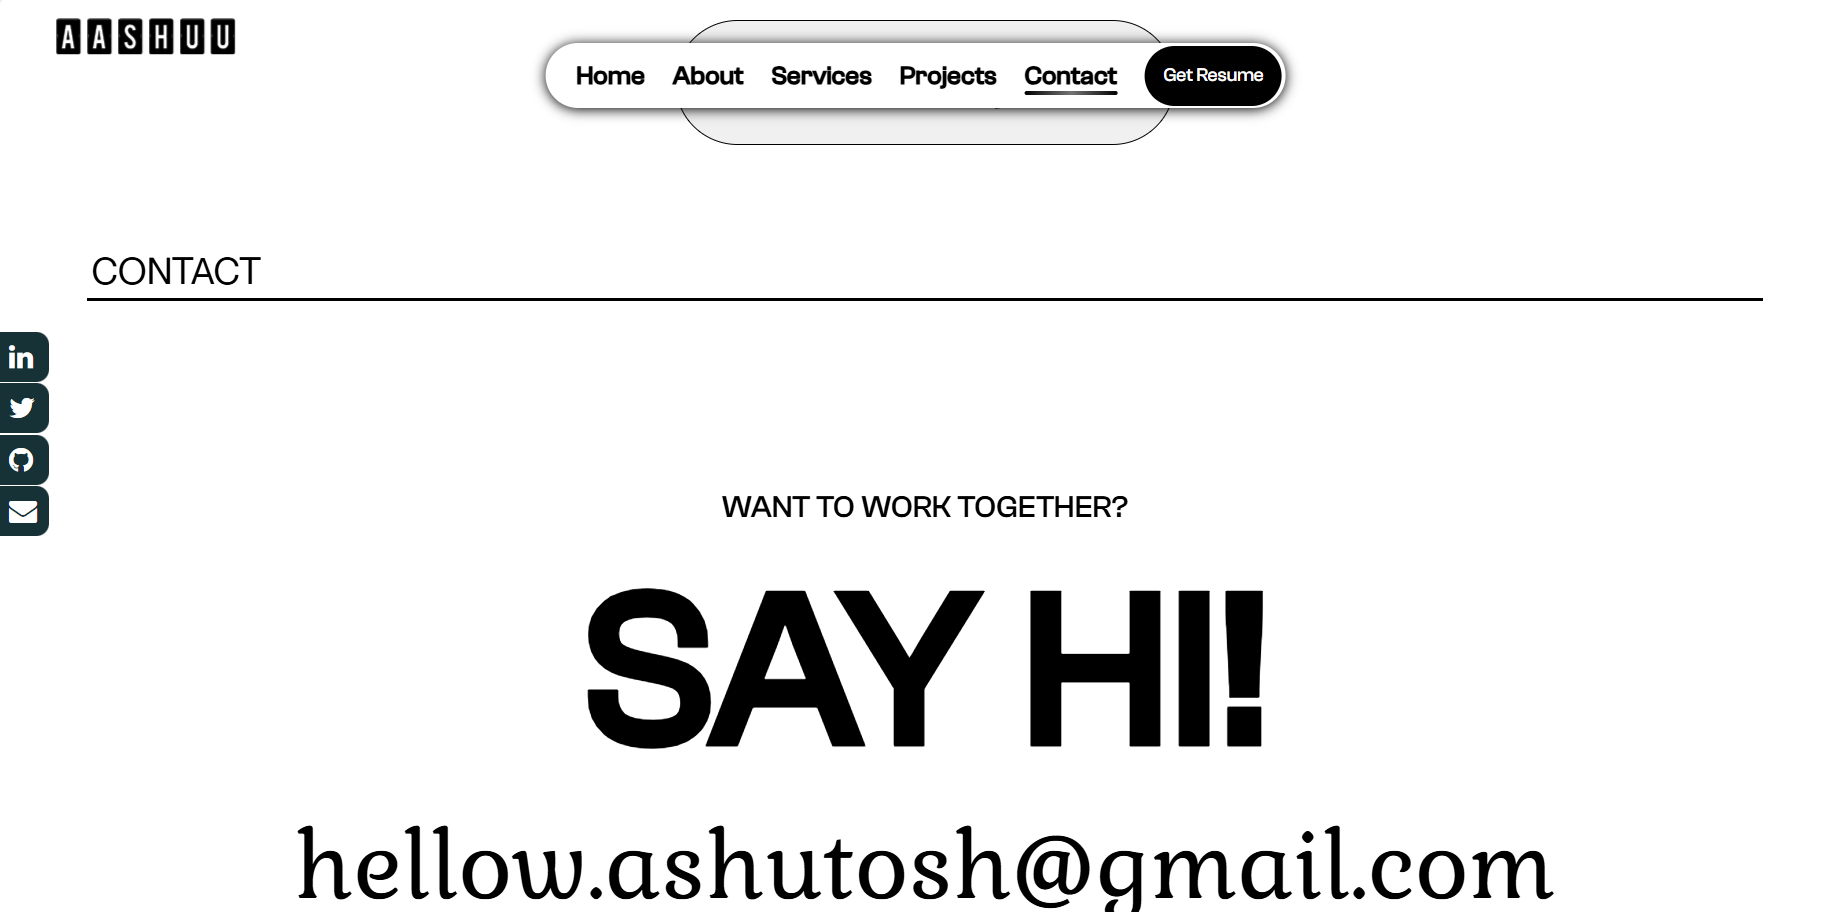 AASHUU
Home About Services Projects Contact Get Resume
CONTACT
in
WANT TO WORK TOGETHER?
SAY HI!
hellow.ashutosh@gmail.com